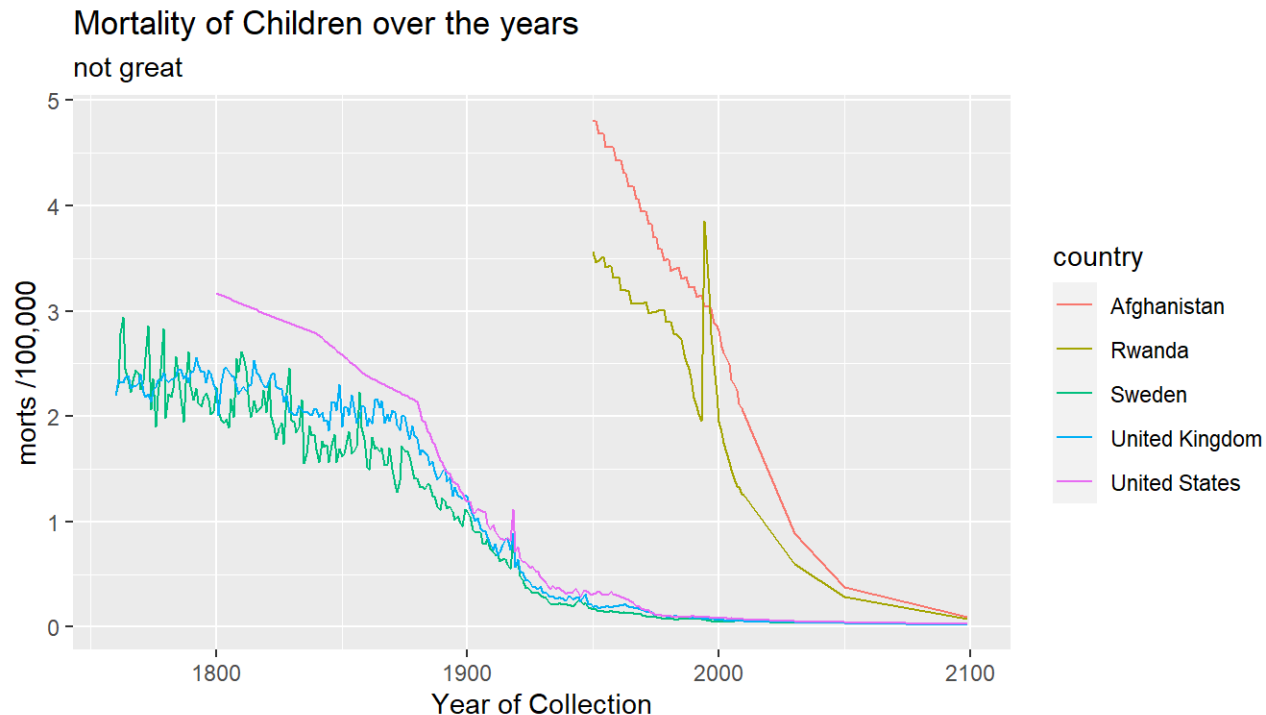 Mortality of Children over the years
not great
5
4
3
2
1
0
morts /100,000
1800
1900
2000
2100
Year of Collection
country
Afghanistan
Rwanda
Sweden
United Kingdom
United States